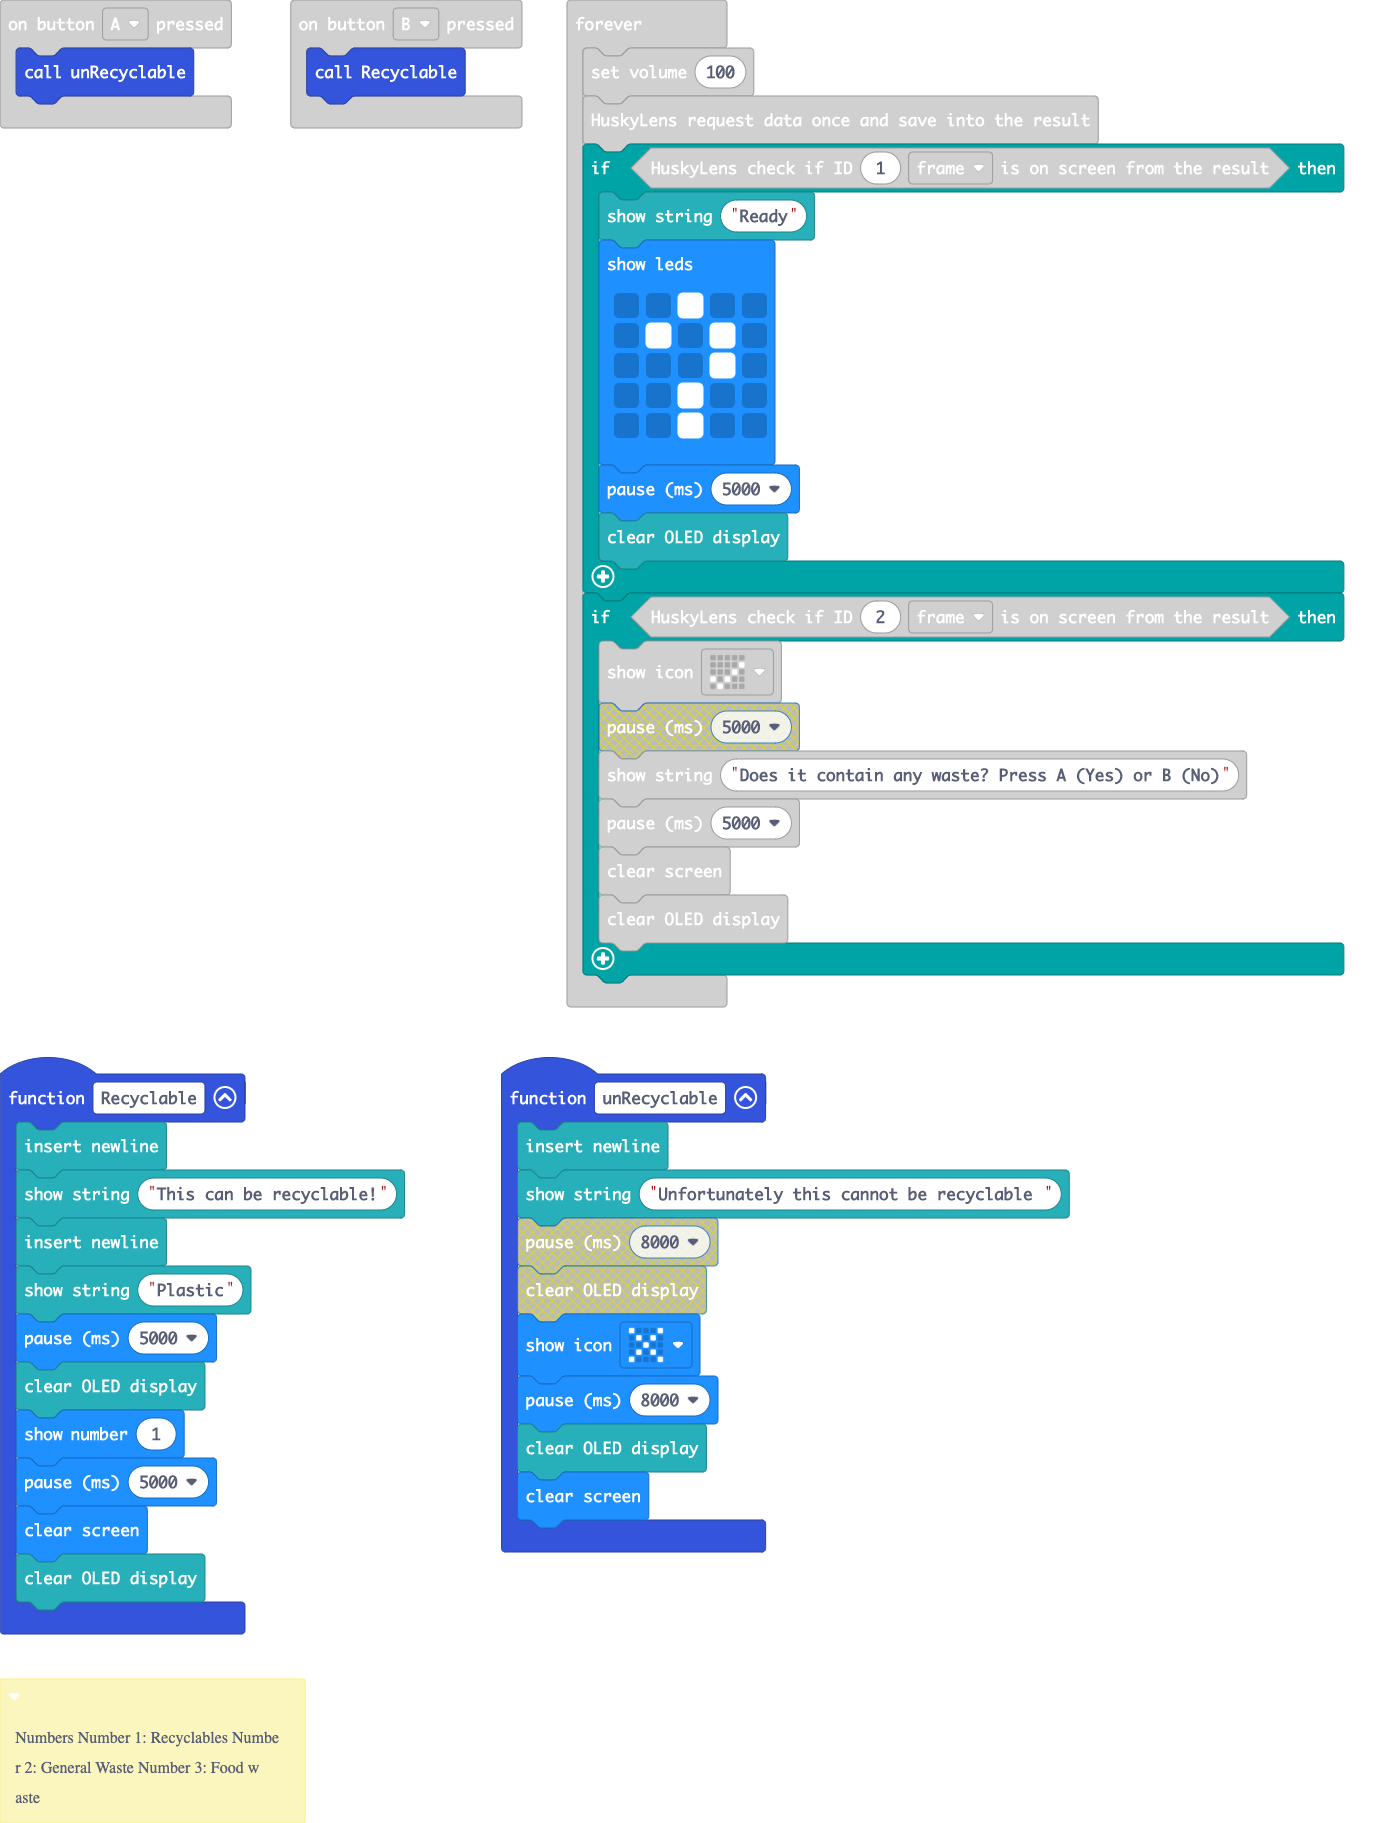 on button A pressed
call unRecyclable
on button B pressed
call Recyclable
forever
set volume 100
HuskyLens request data once and save into the result
if HuskyLens check if ID 1 frame is on screen from the result then
show string "Ready"
show leds
pause (ms) 5000
clear OLED display
if HuskyLens check if ID 2 frame is on screen from the result then
show icon
pause (ms) 5000
show string "Does it contain any waste? Press A (Yes) or B (No)"
pause (ms) 5000
clear screen
clear OLED display
function Recyclable
insert newline
show string "This can be recyclable!"
insert newline
show string "Plastic"
pause (ms) 5000
clear OLED display
show number 1
pause (ms) 5000
clear screen
clear OLED display
function unRecyclable
insert newline
show string "Unfortunately this cannot be recyclable "
pause (ms) 8000
clear OLED display
show icon
pause (ms) 8000
clear OLED display
clear screen
Numbers Number 1: Recyclables Numbe
r 2: General Waste Number 3: Food w
aste